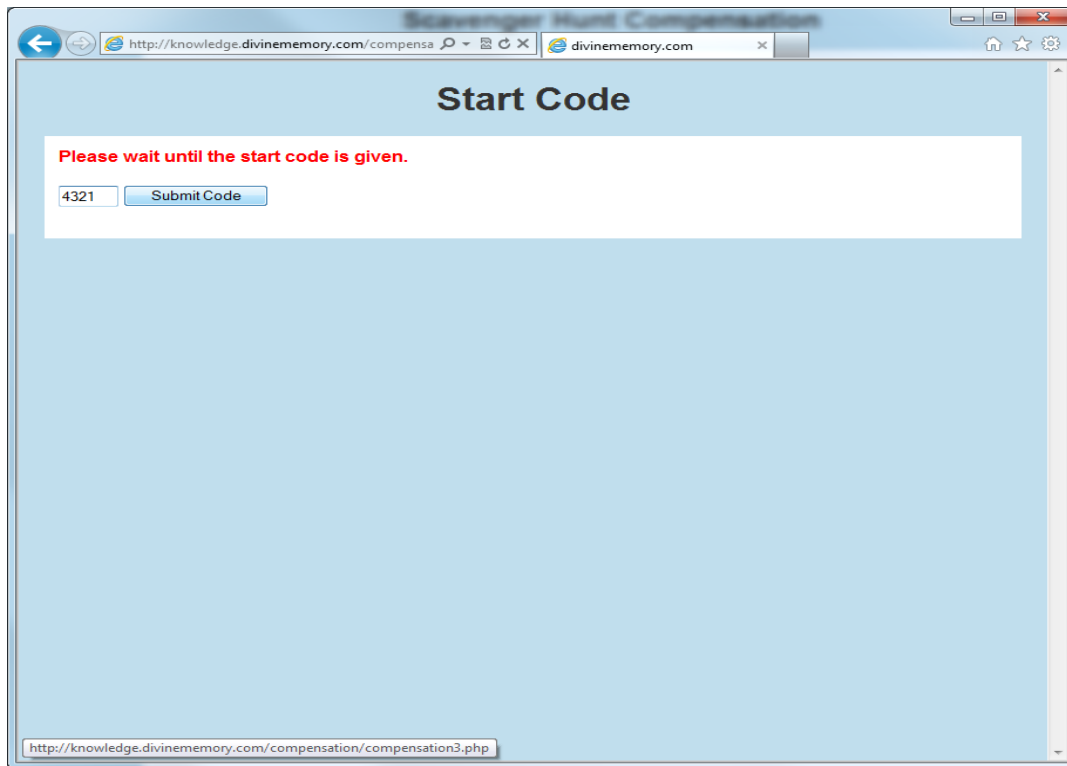 Scavenger Hunt Compensation
http://knowledge.divinememory.com/compensa
divinememory.com
Start Code
Please wait until the start code is given.
4321 Submit Code
http://knowledge.divinememory.com/compensation/compensation3.php